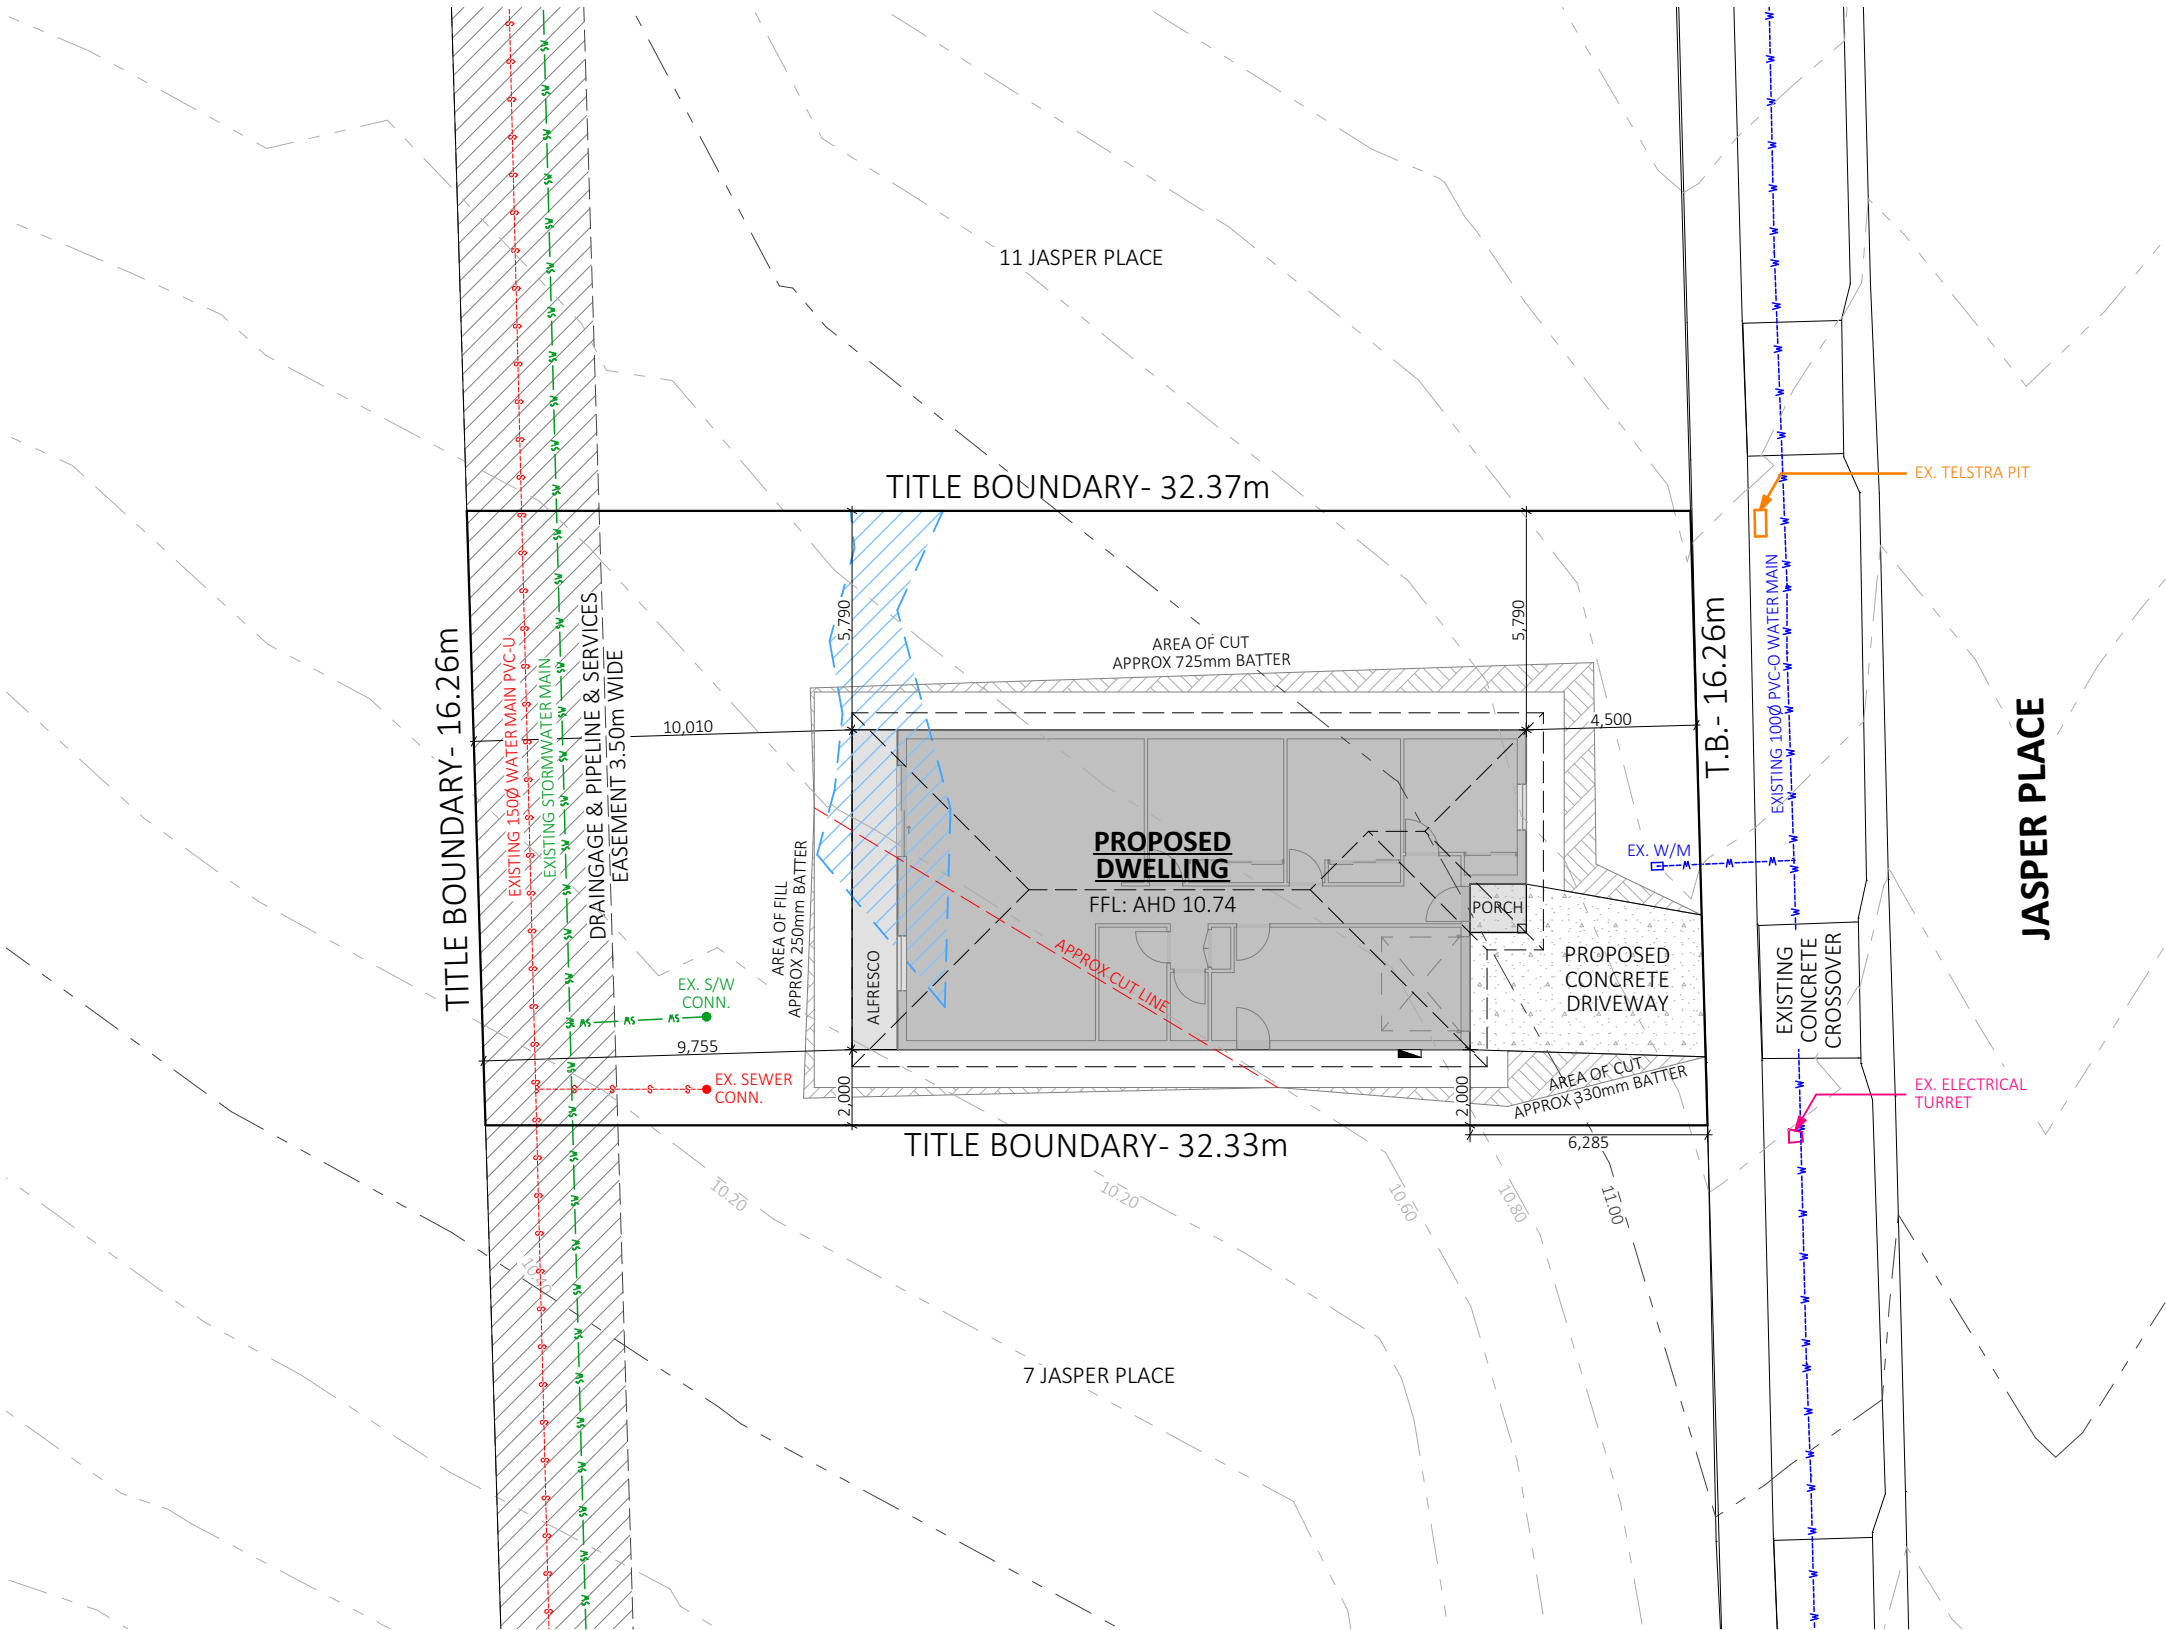 11 JASPER PLACE
EX. TELSTRA PIT
TITLE BOUNDARY- 32.37m
TITLE BOUNDARY- 16.26m
EXISTING 150Ø WATER MAIN PVC-U
EXISTING STORMWATER MAIN
DRAINGAGE & PIPELINE & SERVICES
EASEMENT 3.50m WIDE
5,790
5,790
AREA OF CUT
APPROX 725mm BATTER
10,010
4,500
T.B.- 16.26m
EXISTING 100Ø PVC-O WATER MAIN
JASPER PLACE
PROPOSED
DWELLING
FFL: AHD 10.74
EX. W/M
PORCH
AREA OF FILL
APPROX 250mm BATTER
ALFRESCO
APPROX CUT LINE
PROPOSED
CONCRETE
DRIVEWAY
EXISTING
CONCRETE
CROSSOVER
EX. S/W
CONN.
9,755
EX. SEWER
CONN.
2,000
2,000
AREA OF CUT
APPROX 330mm BATTER
EX. ELECTRICAL
TURRET
TITLE BOUNDARY- 32.33m
6,285
10.20
10.20
10.60
10.80
11.00
7 JASPER PLACE